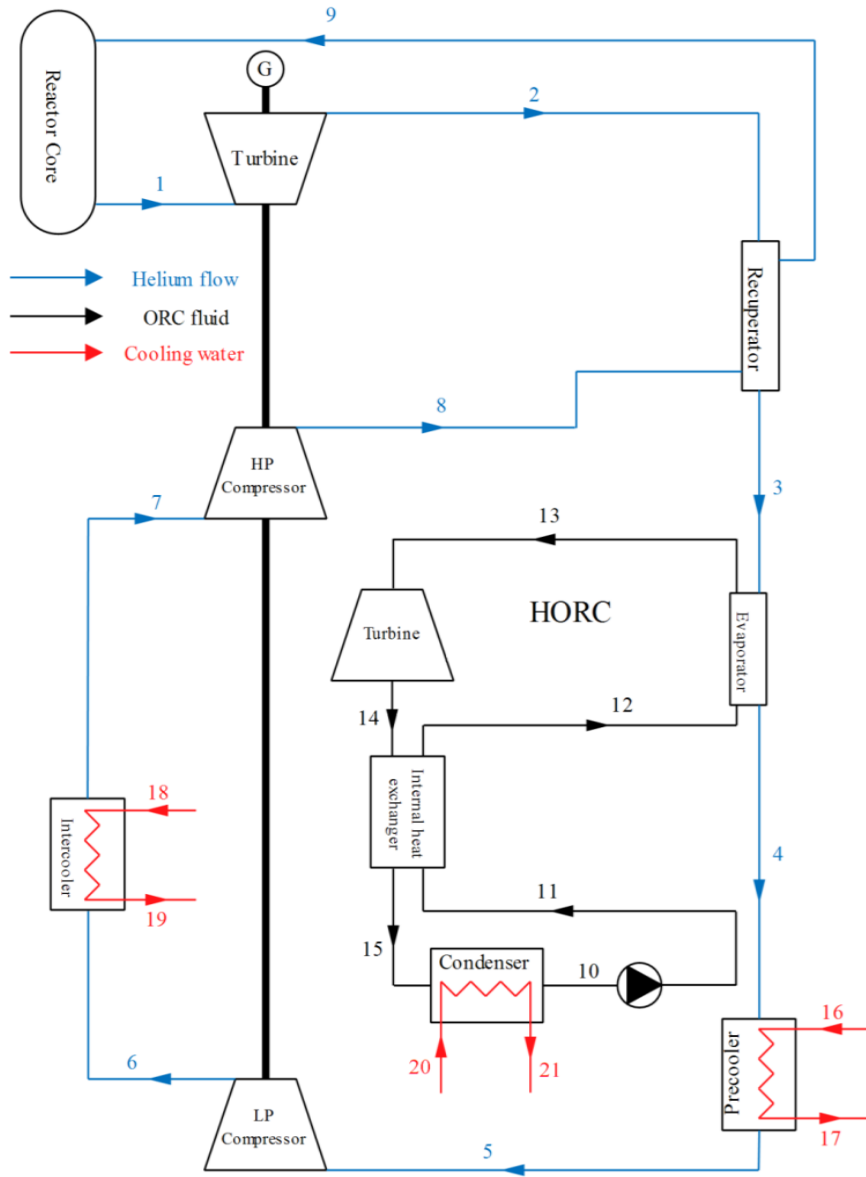 9
Reactor Core
G
2
Turbine
1
Helium flow
ORC fluid
Cooling water
Recuperator
8
HP
Compressor
7
3
13
HORC
Turbine
Evaporator
12
14
Internal heat
exchanger
18
Intercooler
19
4
11
15
Condenser
10
16
Precooler
17
20
21
6
LP
Compressor
5